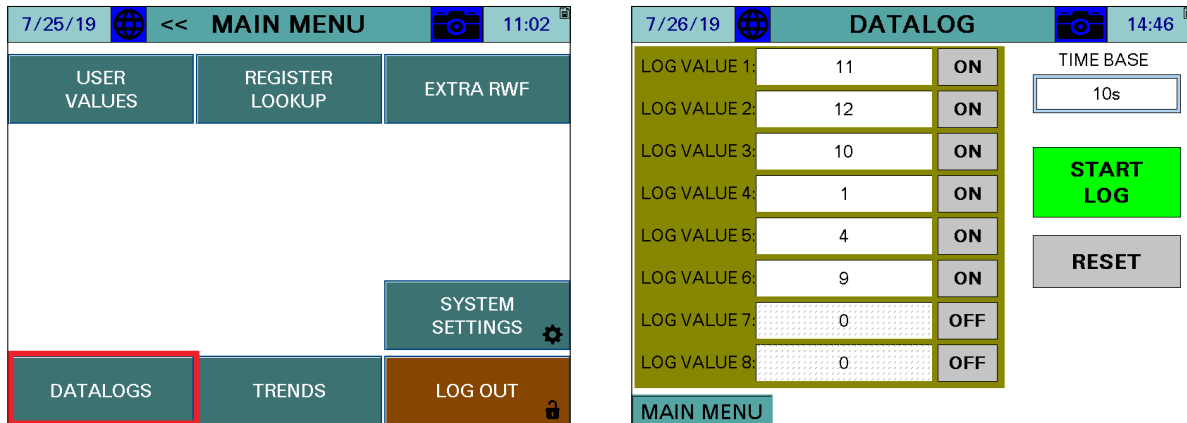 7/25/19 << MAIN MENU 11:02
USER
VALUES
REGISTER
LOOKUP
EXTRA RWF
SYSTEM
SETTINGS
DATALOGS
TRENDS
LOG OUT
7/26/19 DATALOG 14:46
LOG VALUE 1: 11 ON
LOG VALUE 2: 12 ON
LOG VALUE 3: 10 ON
LOG VALUE 4: 1 ON
LOG VALUE 5: 4 ON
LOG VALUE 6: 9 ON
LOG VALUE 7: 0 OFF
LOG VALUE 8: 0 OFF
TIME BASE
10s
START
LOG
RESET
MAIN MENU